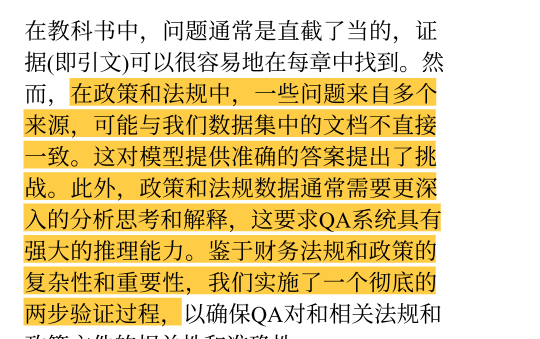 在教科书中，问题通常是直截了当的，证
据(即引文)可以很容易地在每章中找到。然
而，在政策和法规中，一些问题来自多个
来源，可能与我们数据集中的文档不直接
一致。这对模型提供准确的答案提出了挑
战。此外，政策和法规数据通常需要更深
入的分析思考和解释，这要求QA系统具有
强大的推理能力。鉴于财务法规和政策的
复杂性和重要性，我们实施了一个彻底的
两步验证过程，以确保QA对和相关法规和